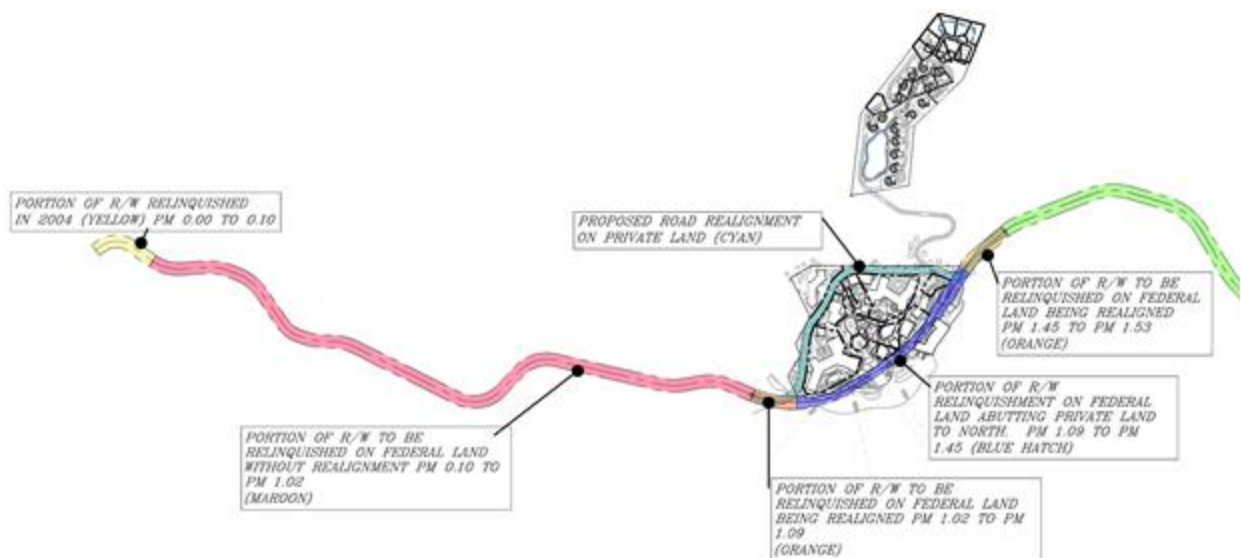 PORTION OF R/W RELINQUISHED
IN 2004 (YELLOW) PM 0.00 TO 0.10
PROPOSED ROAD REALIGNMENT
ON PRIVATE LAND (CYAN)
PORTION OF R/W TO BE
RELINQUISHED ON FEDERAL
LAND BEING REALIGNED
PM 1.45 TO PM 1.53
(ORANGE)
PORTION OF R/W
RELINQUISHMENT ON FEDERAL
LAND ABUTTING PRIVATE LAND
TO NORTH. PM 1.09 TO PM
1.45 (BLUE HATCH)
PORTION OF R/W TO BE
RELINQUISHED ON FEDERAL LAND
WITHOUT REALIGNMENT PM 0.10 TO
PM 1.02
(MAROON)
PORTION OF R/W TO BE
RELINQUISHED ON FEDERAL LAND
BEING REALIGNED PM 1.02 TO PM
1.09
(ORANGE)